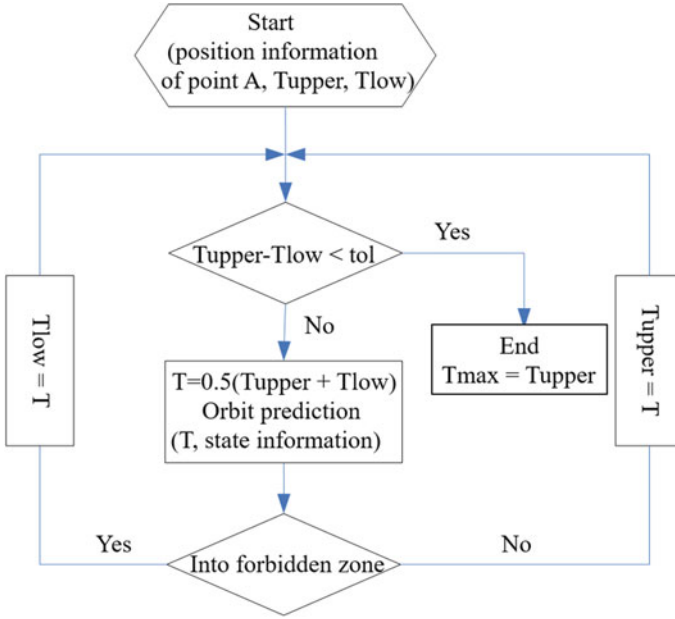 Start
(position information
of point A, Tupper, Tlow)
Tupper-Tlow < tol
Yes
No
End
Tmax = Tupper
Tlow = T
Tupper = T
T=0.5(Tupper + Tlow)
Orbit prediction
(T, state information)
Into forbidden zone
Yes
No